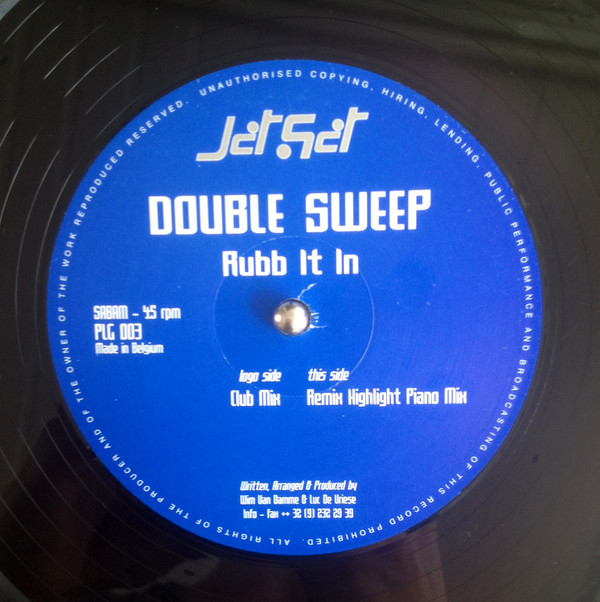 JetSet
DOUBLE SWEEP
Rubb It In
SABAM - 45 rpm
PLG 003
Made in Belgium
logo side this side
Club Mix Remix Highlight Piano Mix
Written, Arranged & Produced by
Wim Van Damme & Luc De Vriese
Info - Fax ++ 32 (9) 232 29 39
ALL RIGHTS OF THE PRODUCER AND OF THE OWNER OF THE WORK REPRODUCED RESERVED. UNAUTHORISED COPYING, HIRING, LENDING, PUBLIC PERFORMANCE AND BROADCASTING OF THIS RECORD PROHIBITED.